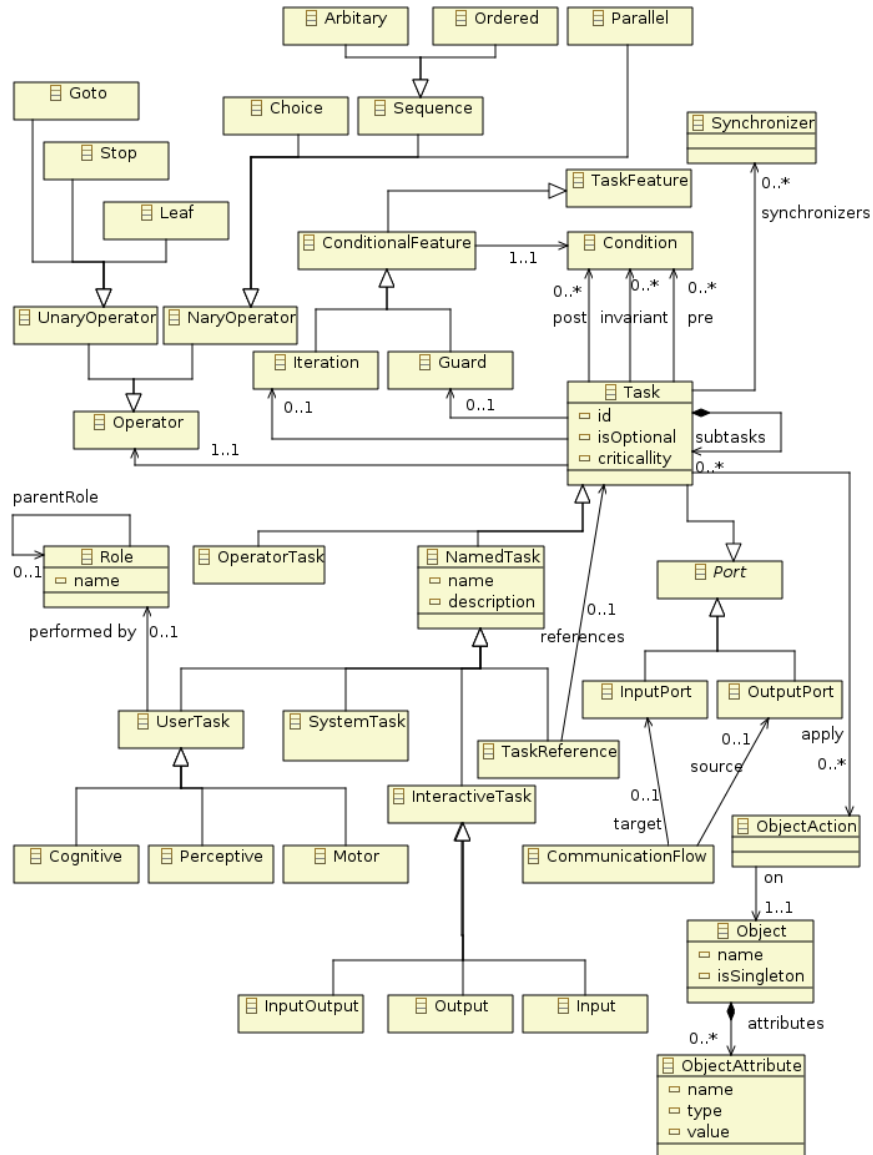 Arbitary
Ordered
Parallel
Goto
Choice
Sequence
Synchronizer
Stop
TaskFeature
0..*
synchronizers
Leaf
ConditionalFeature
Condition
1..1
0..*
0..*
0..*
post
invariant
pre
UnaryOperator
NaryOperator
Iteration
Guard
0..1
0..1
Task
id
isOptional
criticallity
subtasks
0..*
Operator
1..1
parentRole
0..1
Role
name
OperatorTask
NamedTask
name
description
Port
0..1
references
performed by
0..1
InputPort
OutputPort
UserTask
SystemTask
TaskReference
0..1
source
apply
0..*
0..1
target
InteractiveTask
ObjectAction
Cognitive
Perceptive
Motor
CommunicationFlow
on
1..1
Object
name
isSingleton
InputOutput
Output
Input
attributes
0..*
ObjectAttribute
name
type
value